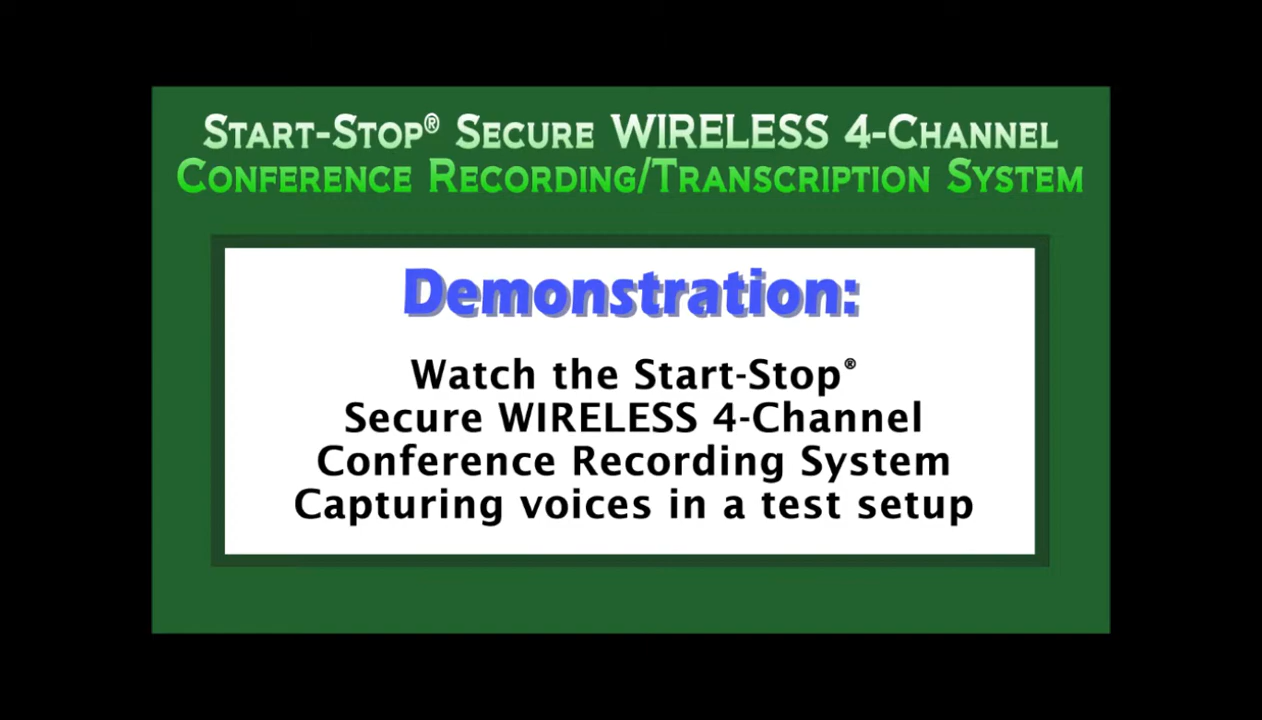 Start-Stop® Secure WIRELESS 4-Channel
Conference Recording/Transcription System
Demonstration:
Watch the Start-Stop®
Secure WIRELESS 4-Channel
Conference Recording System
Capturing voices in a test setup